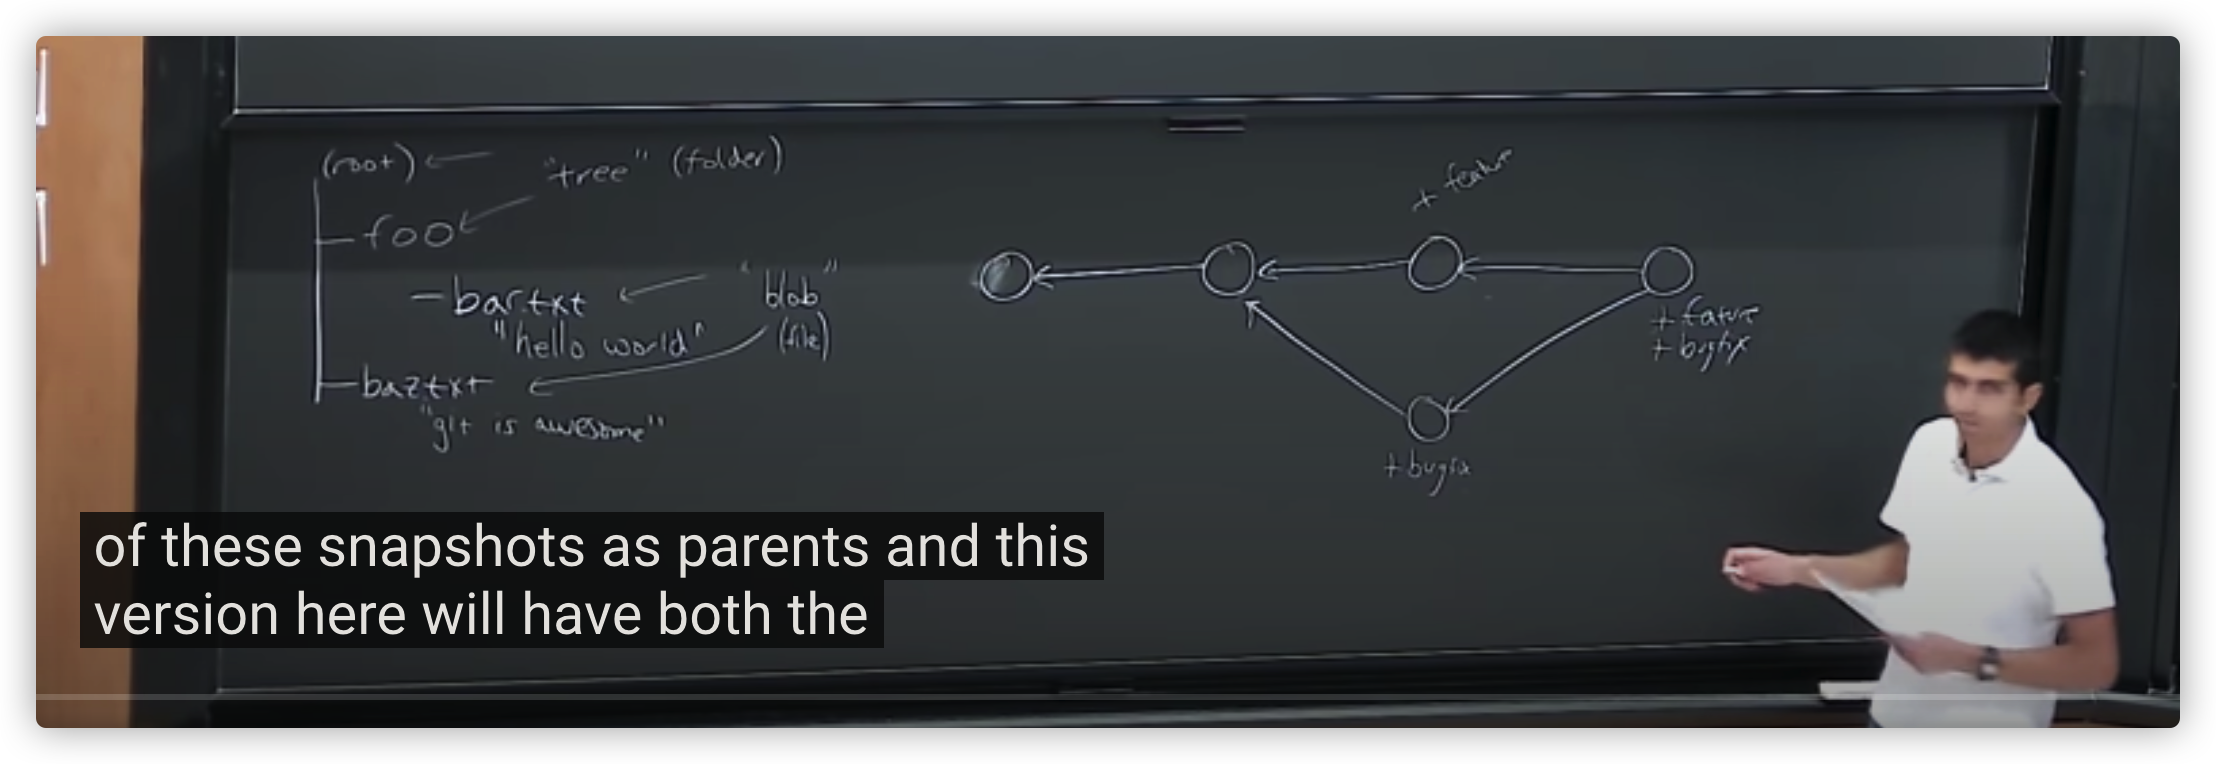 (root)
"tree" (folder)
foo
bar.txt
"blob"
"hello world"
(file)
baz.txt
"git is awesome"
+ feature
+ fature
+ bugfix
+ bugfix
of these snapshots as parents and this
version here will have both the